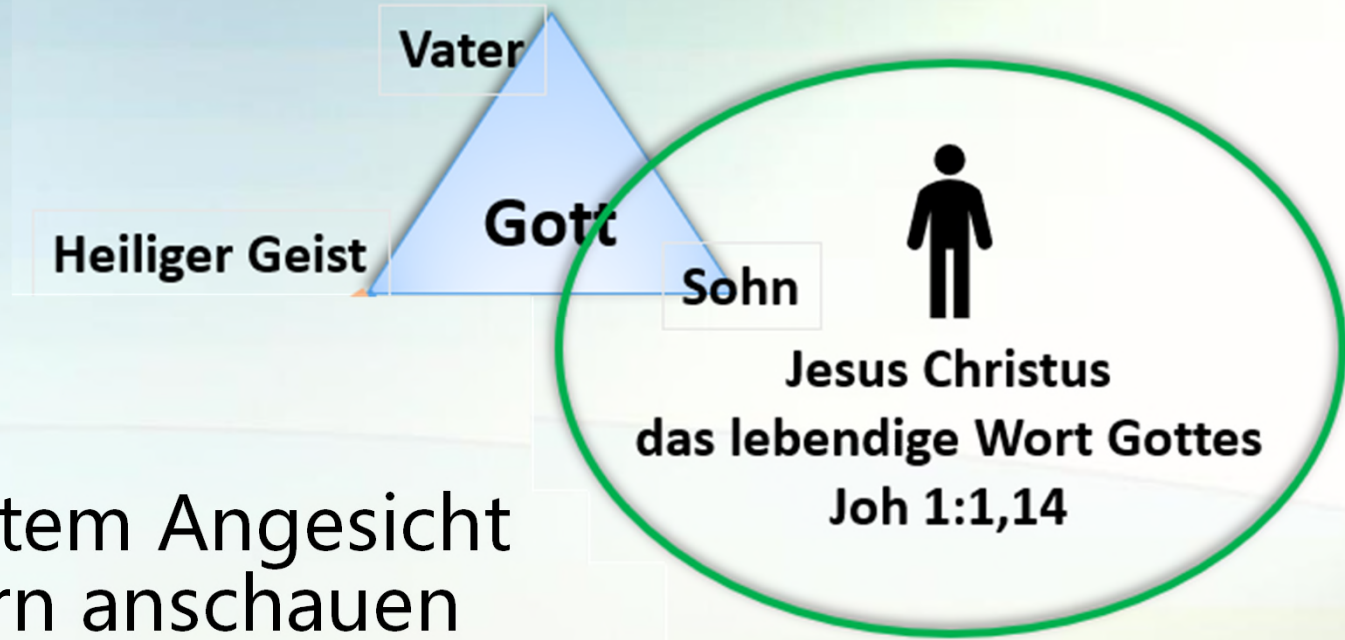 Vater
Gott
Heiliger Geist
Sohn
Jesus Christus
das lebendige Wort Gottes
Joh 1:1,14
tem Angesicht
rn anschauen